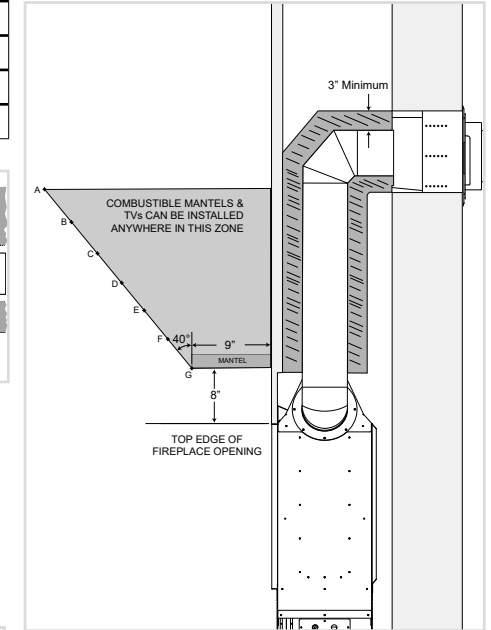 3” Minimum
A
COMBUSTIBLE MANTELS &
TVs CAN BE INSTALLED
ANYWHERE IN THIS ZONE
B
C
D
E
F
40°
9”
MANTEL
G
8”
TOP EDGE OF
FIREPLACE OPENING